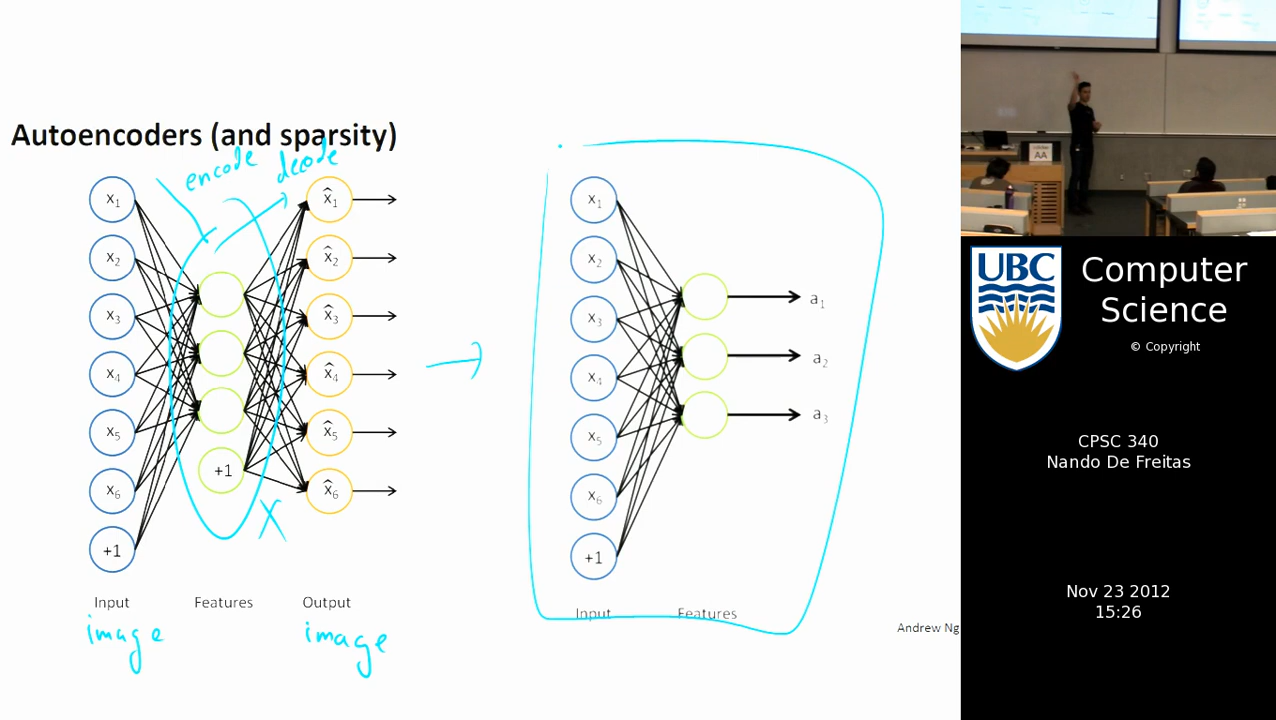 Autoencoders (and sparsity)
encode
decode
x1
x2
x3
x4
x5
x6
+1
+1
x̂1
x̂2
x̂3
x̂4
x̂5
x̂6
Input
Features
Output
image
image
X
x1
x2
x3
x4
x5
x6
+1
a1
a2
a3
Input
Features
Andrew Ng
AA
UBC
Computer
Science
© Copyright
CPSC 340
Nando De Freitas
Nov 23 2012
15:26